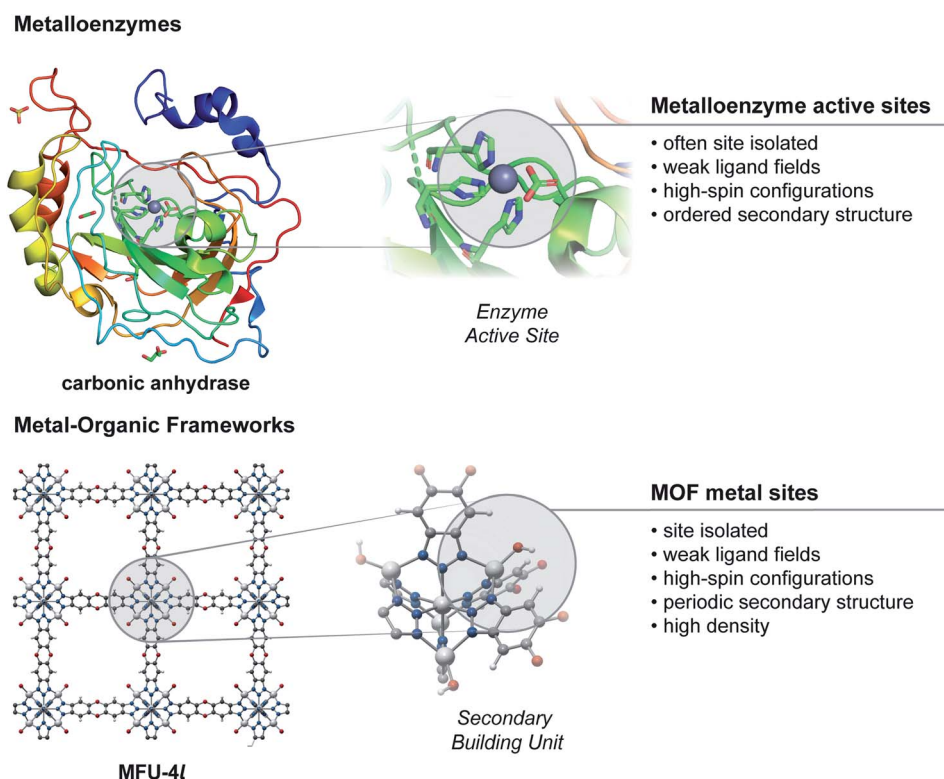 Metalloenzymes
Metalloenzyme active sites
• often site isolated
• weak ligand fields
• high-spin configurations
• ordered secondary structure
Enzyme
Active Site
carbonic anhydrase
Metal-Organic Frameworks
MOF metal sites
• site isolated
• weak ligand fields
• high-spin configurations
• periodic secondary structure
• high density
Secondary
Building Unit
MFU-4l